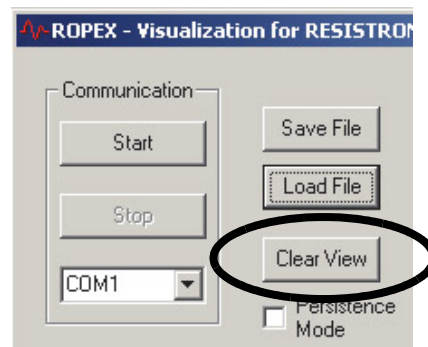 ROPEX - Visualization for RESISTRON
Communication
Start
Stop
COM1
Save File
Load File
Clear View
Persistence
Mode